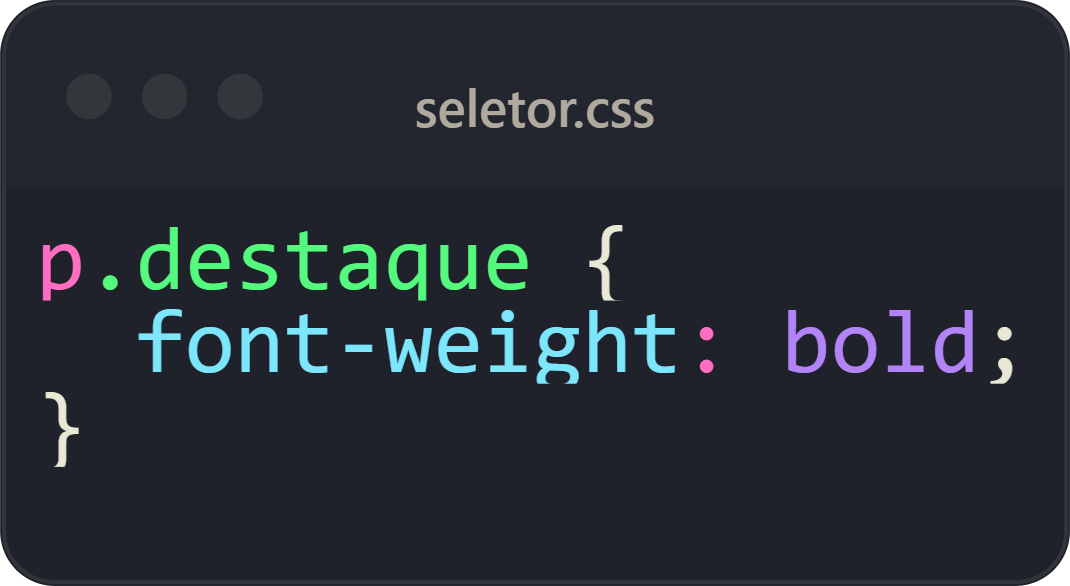 seletor.css
p.destaque {
  font-weight: bold;
}